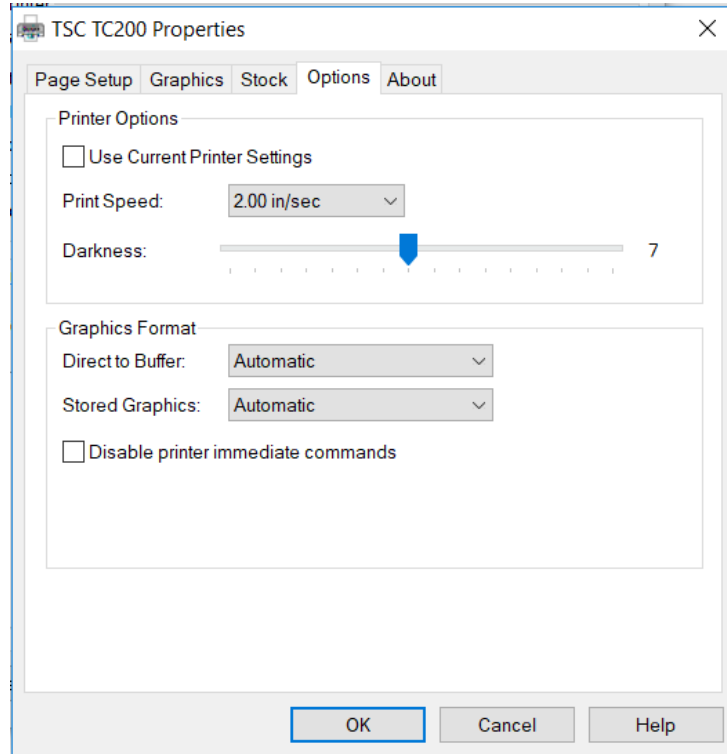 TSC TC200 Properties
Page Setup Graphics Stock Options About
Printer Options
Use Current Printer Settings
Print Speed: 2.00 in/sec
Darkness: 7
Graphics Format
Direct to Buffer: Automatic
Stored Graphics: Automatic
Disable printer immediate commands
OK Cancel Help